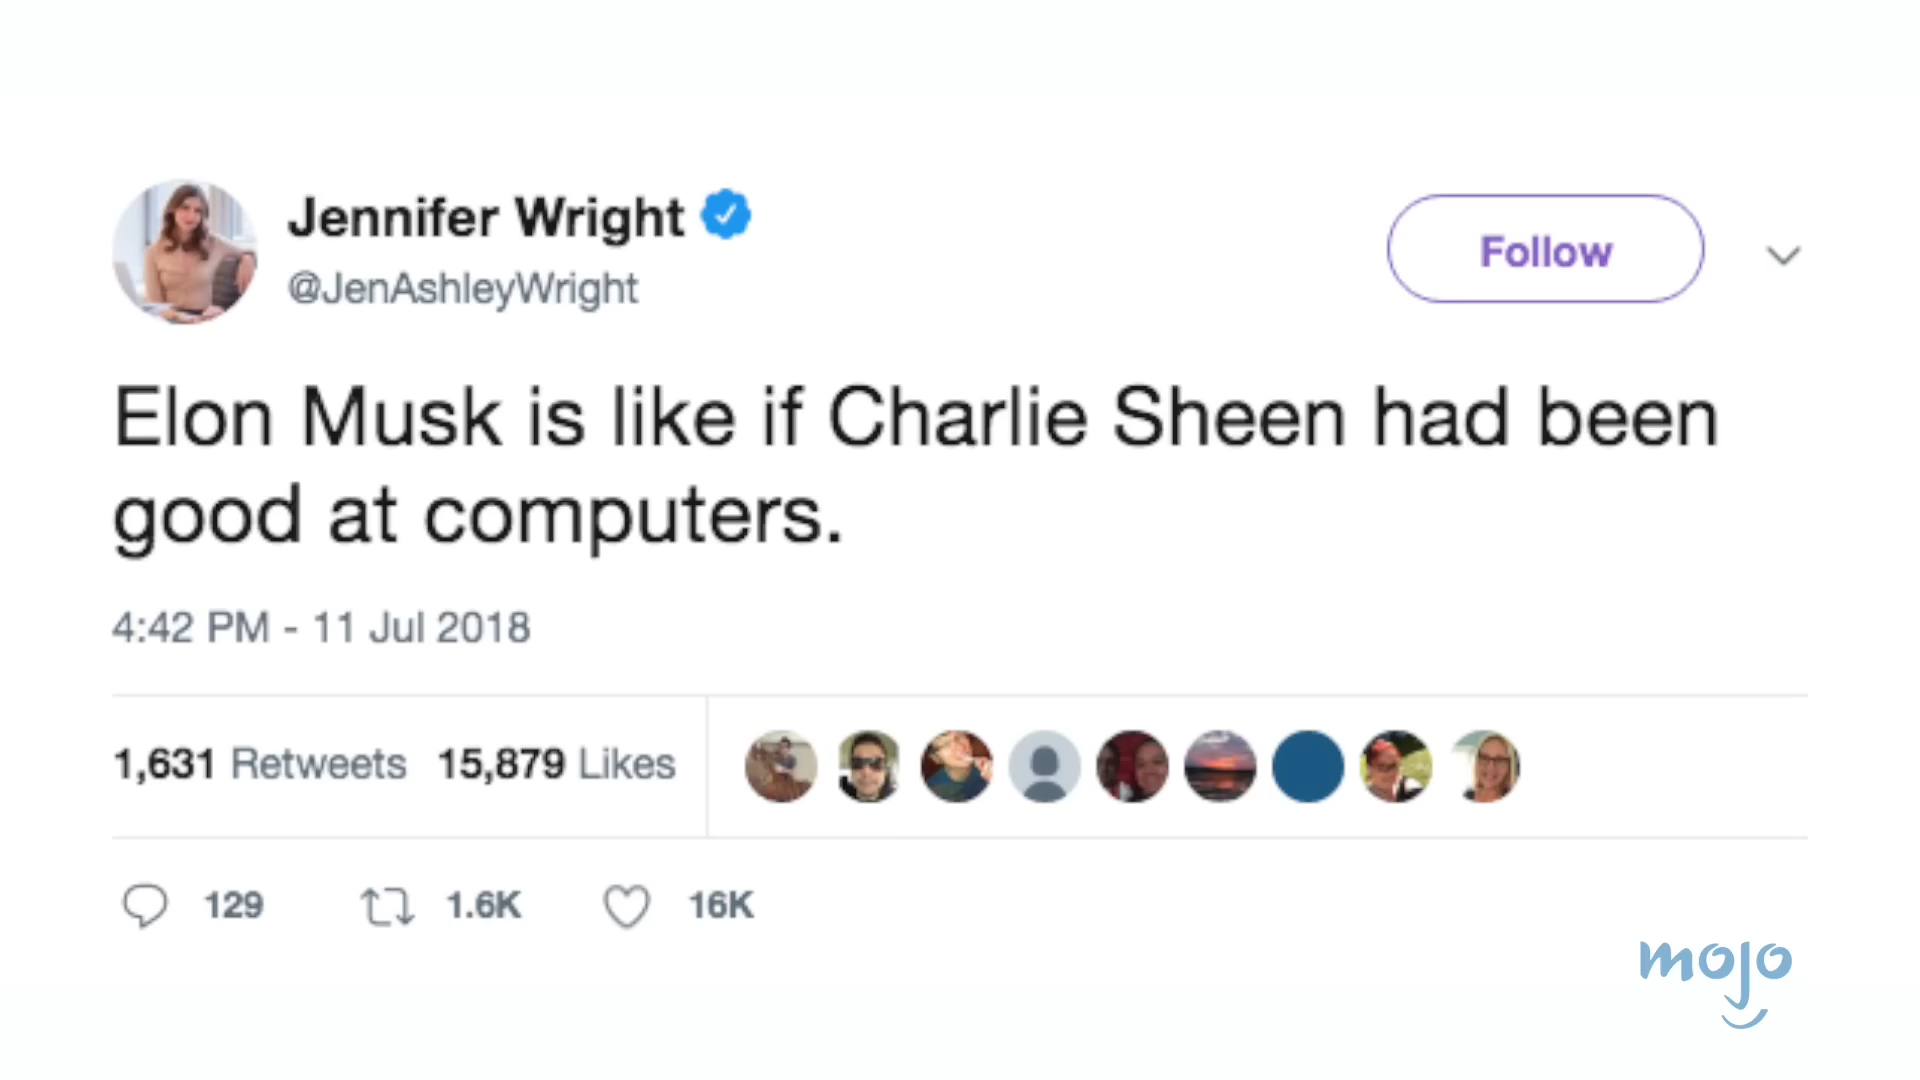 Jennifer Wright
@JenAshleyWright
Follow
Elon Musk is like if Charlie Sheen had been
good at computers.
4:42 PM - 11 Jul 2018
1,631 Retweets 15,879 Likes
129 1.6K 16K
mojo